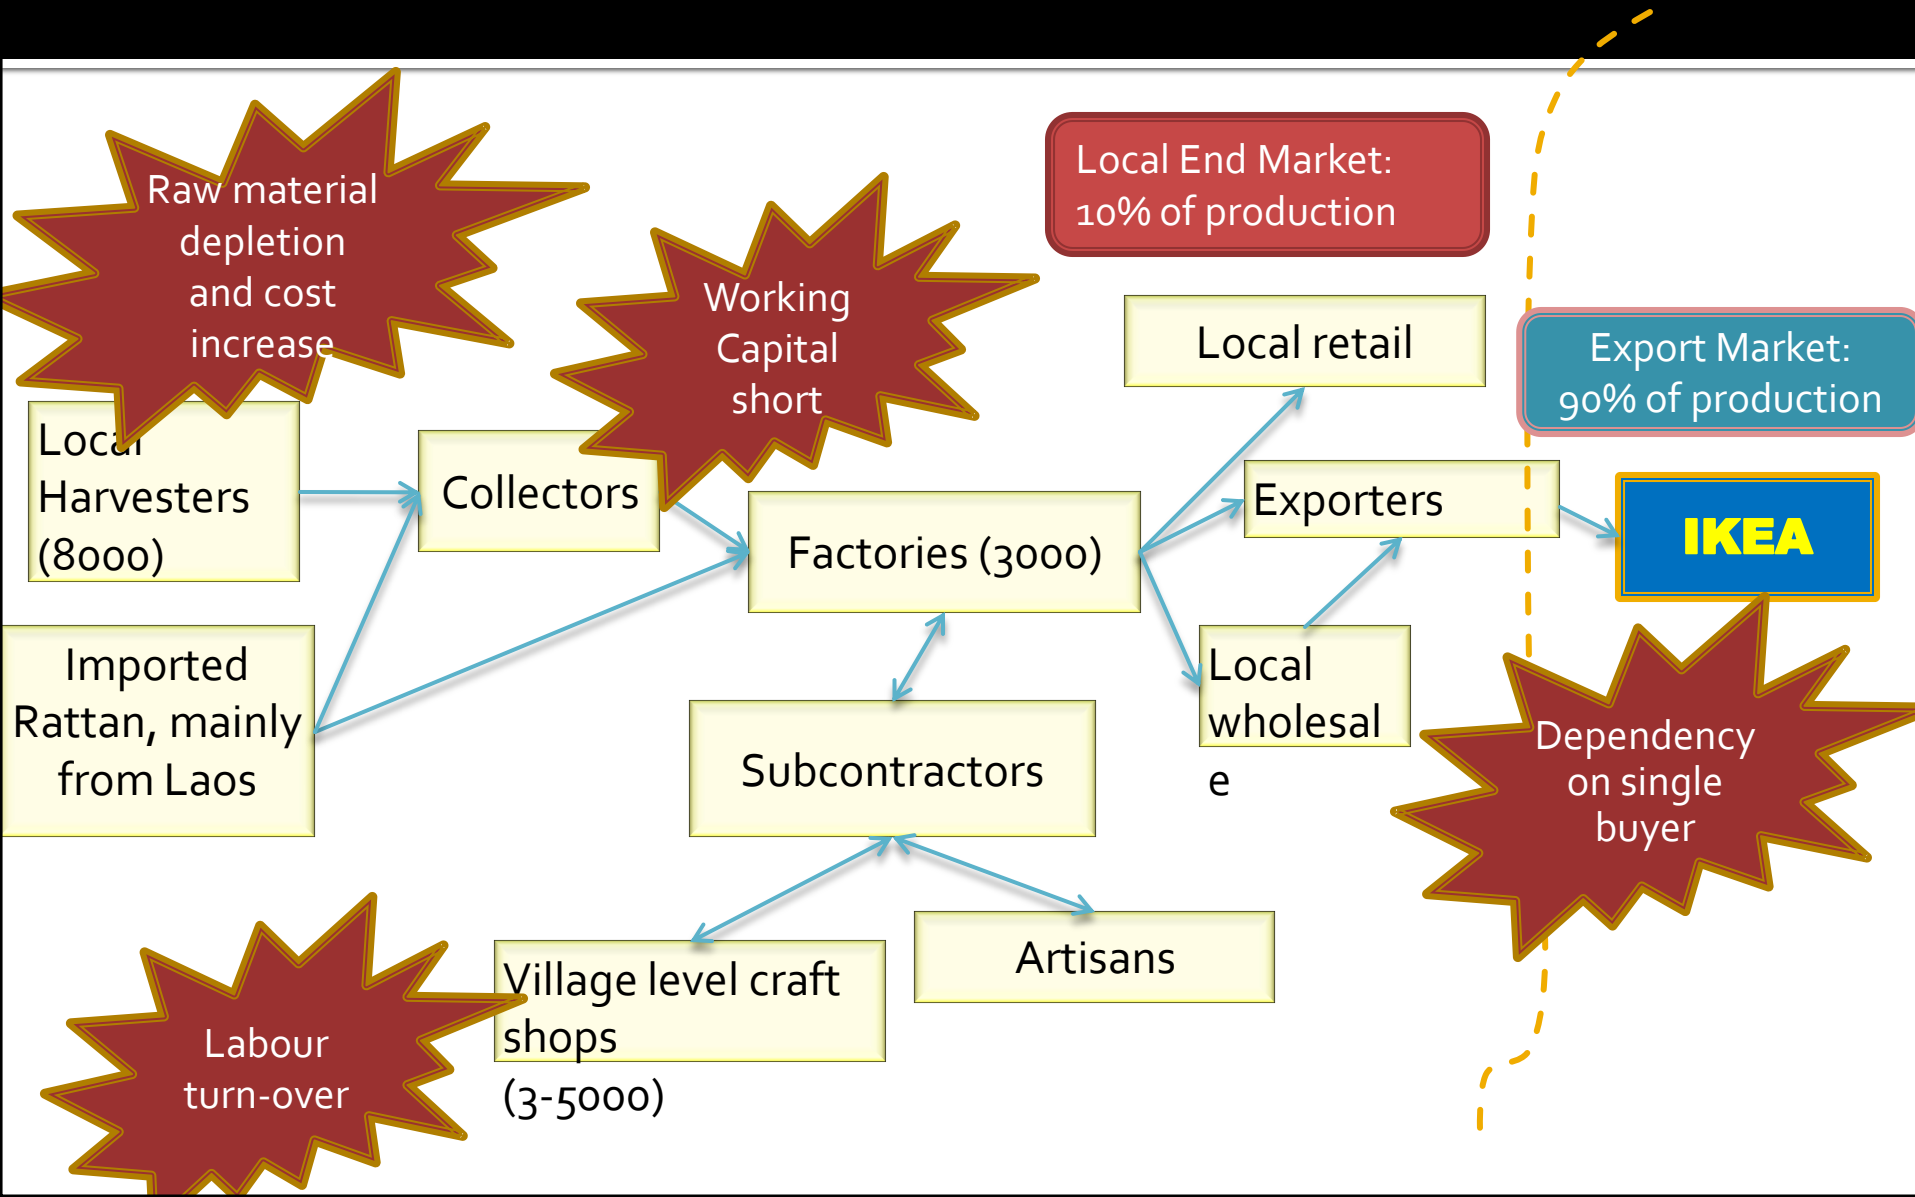 Raw material
depletion
and cost
increase
Working
Capital
short
Local End Market:
10% of production
Local retail
Export Market:
90% of production
Local
Harvesters
(8000)
Collectors
Factories (3000)
Exporters
IKEA
Imported
Rattan, mainly
from Laos
Subcontractors
Local
wholesal
e
Dependency
on single
buyer
Labour
turn-over
Village level craft
shops
(3-5000)
Artisans